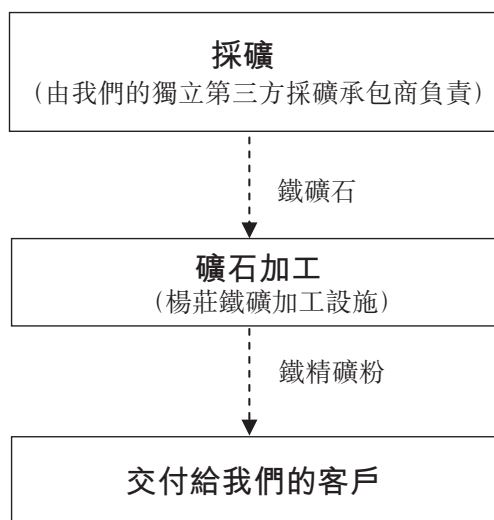 採礦
(由我們的獨立第三方採礦承包商負責)
鐵礦石
礦石加工
(楊莊鐵礦加工設施)
鐵精礦粉
交付給我們的客戶